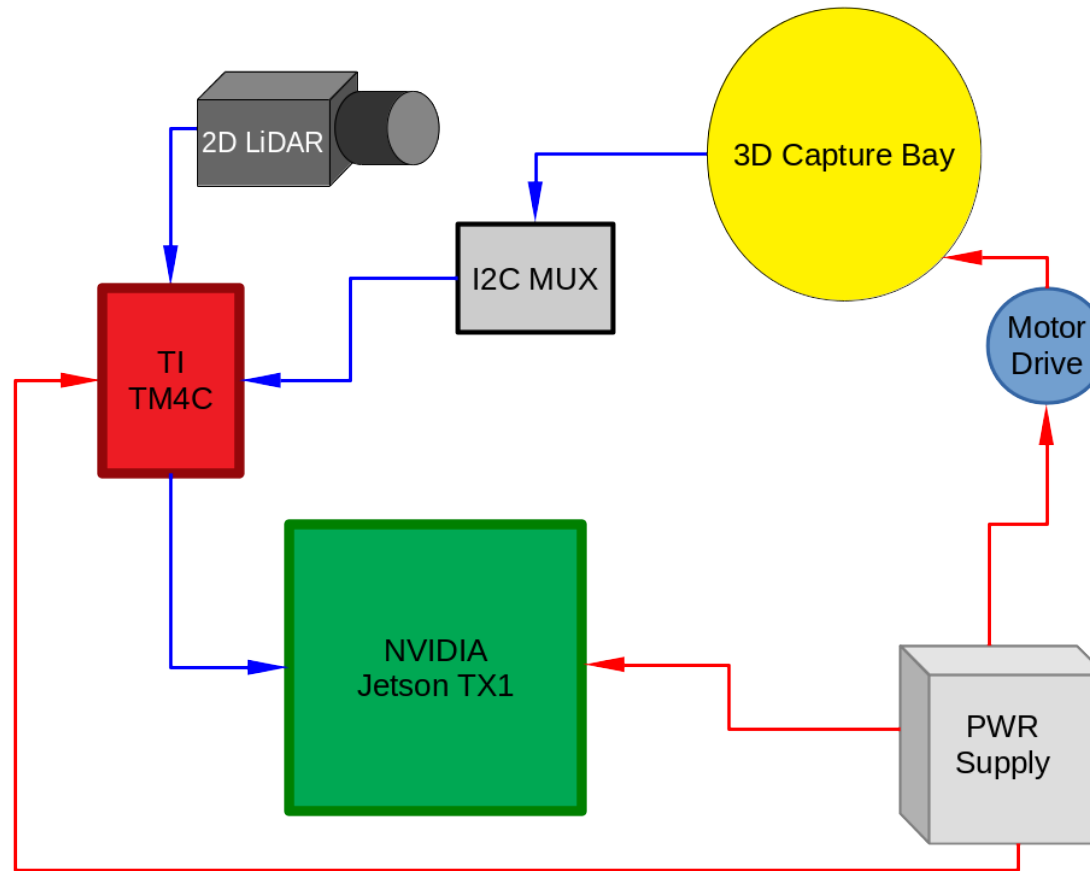 2D LiDAR
3D Capture Bay
I2C MUX
Motor
Drive
TI
TM4C
NVIDIA
Jetson TX1
PWR
Supply